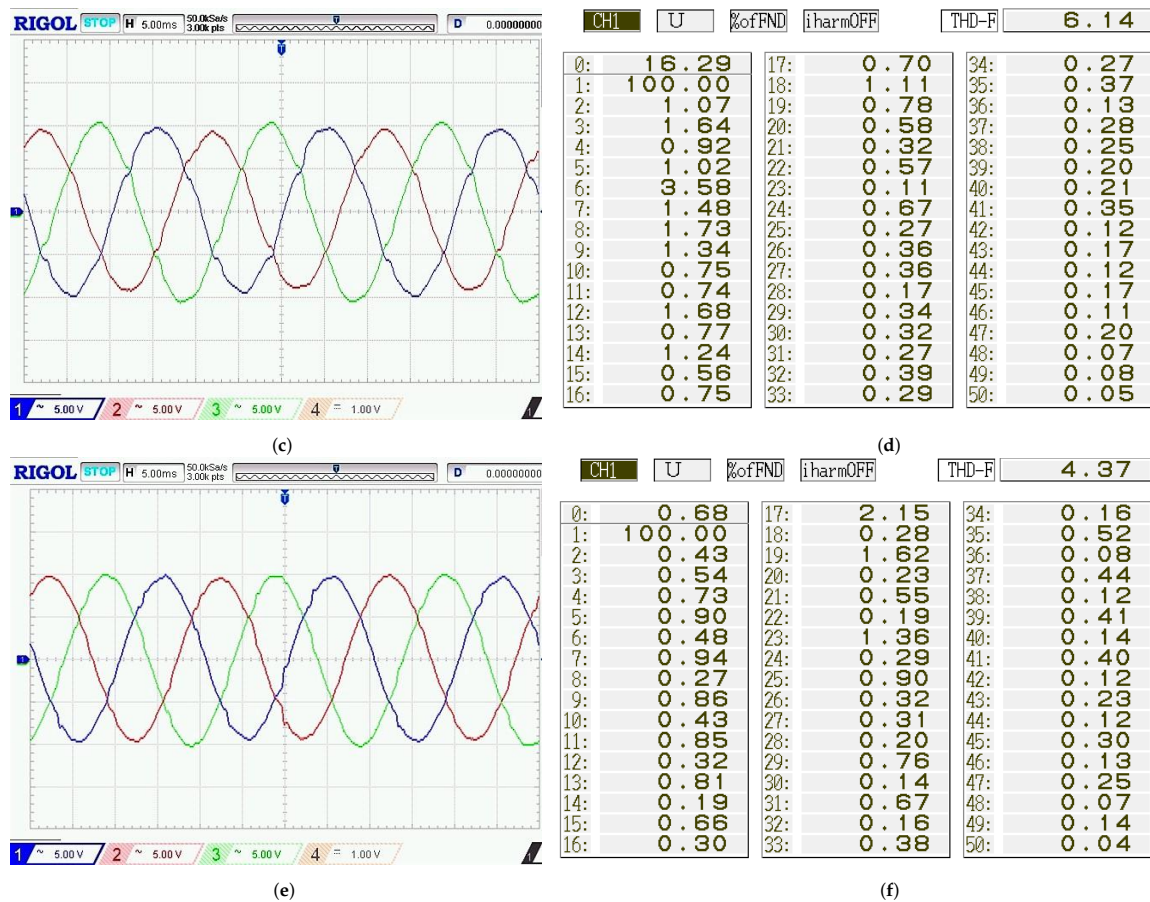 RIGOL STOP H 5.00ms 50.0kSa/s 3.00k pts T D 0.00000000
T
1
1 ~ 5.00 V 2 ~ 5.00 V 3 ~ 5.00 V 4 = 1.00 V 1
(c)
CH1 U %ofFND iharmOFF THD-F 6.14
0: 16.29 17: 0.70 34: 0.27
1: 100.00 18: 1.11 35: 0.37
2: 1.07 19: 0.78 36: 0.13
3: 1.64 20: 0.58 37: 0.28
4: 0.92 21: 0.32 38: 0.25
5: 1.02 22: 0.57 39: 0.20
6: 3.58 23: 0.11 40: 0.21
7: 1.48 24: 0.67 41: 0.35
8: 1.73 25: 0.27 42: 0.12
9: 1.34 26: 0.36 43: 0.17
10: 0.75 27: 0.36 44: 0.12
11: 0.74 28: 0.17 45: 0.17
12: 1.68 29: 0.34 46: 0.11
13: 0.77 30: 0.32 47: 0.20
14: 1.24 31: 0.27 48: 0.07
15: 0.56 32: 0.39 49: 0.08
16: 0.75 33: 0.29 50: 0.05
(d)
RIGOL STOP H 5.00ms 50.0kSa/s 3.00k pts T D 0.00000000
T
1
1 ~ 5.00 V 2 ~ 5.00 V 3 ~ 5.00 V 4 = 1.00 V 1
(e)
CH1 U %ofFND iharmOFF THD-F 4.37
0: 0.68 17: 2.15 34: 0.16
1: 100.00 18: 0.28 35: 0.52
2: 0.43 19: 1.62 36: 0.08
3: 0.54 20: 0.23 37: 0.44
4: 0.73 21: 0.55 38: 0.12
5: 0.90 22: 0.19 39: 0.41
6: 0.48 23: 1.36 40: 0.14
7: 0.94 24: 0.29 41: 0.40
8: 0.27 25: 0.90 42: 0.12
9: 0.86 26: 0.32 43: 0.23
10: 0.43 27: 0.31 44: 0.12
11: 0.85 28: 0.20 45: 0.30
12: 0.32 29: 0.76 46: 0.13
13: 0.81 30: 0.14 47: 0.25
14: 0.19 31: 0.67 48: 0.07
15: 0.66 32: 0.16 49: 0.14
16: 0.30 33: 0.38 50: 0.04
(f)